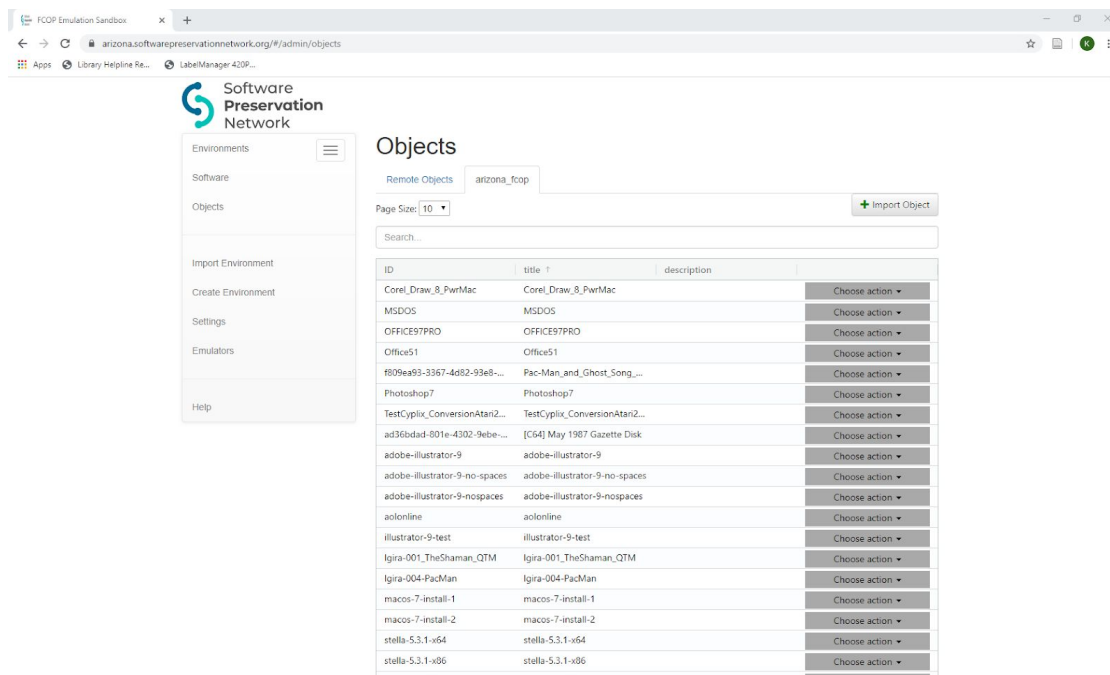 FCOP Emulation Sandbox
arizona.softwarepreservationnetwork.org/#/admin/objects
K
Apps Library Helpline Re... LabelManager 420P...
Software
Preservation
Network
Environments
Software
Objects
Import Environment
Create Environment
Settings
Emulators
Help
Objects
Remote Objects arizona_fcop
Page Size: 10
Import Object
Search...
ID title ↑ description
Corel_Draw_8_PwrMac Corel_Draw_8_PwrMac Choose action
MSDOS MSDOS Choose action
OFFICE97PRO OFFICE97PRO Choose action
Office51 Office51 Choose action
f809ea93-3367-4d82-93e8-... Pac-Man_and_Ghost_Song_... Choose action
Photoshop7 Photoshop7 Choose action
TestCyplix_ConversionAtari2... TestCyplix_ConversionAtari2... Choose action
ad36bdad-801e-4302-9ebe-... [C64] May 1987 Gazette Disk Choose action
adobe-illustrator-9 adobe-illustrator-9 Choose action
adobe-illustrator-9-no-spaces adobe-illustrator-9-no-spaces Choose action
adobe-illustrator-9-nospaces adobe-illustrator-9-nospaces Choose action
aolonline aolonline Choose action
illustrator-9-test illustrator-9-test Choose action
lgira-001_TheShaman_QTM lgira-001_TheShaman_QTM Choose action
lgira-004-PacMan lgira-004-PacMan Choose action
macos-7-install-1 macos-7-install-1 Choose action
macos-7-install-2 macos-7-install-2 Choose action
stella-5.3.1-x64 stella-5.3.1-x64 Choose action
stella-5.3.1-x86 stella-5.3.1-x86 Choose action